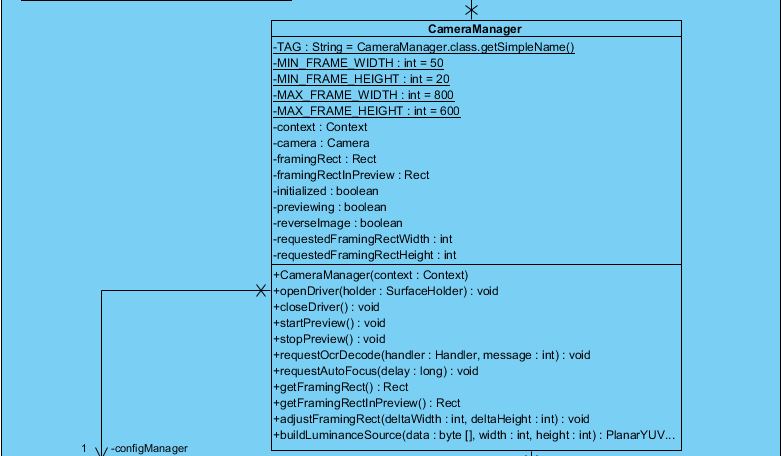 CameraManager
-TAG : String = CameraManager.class.getSimpleName()
-MIN_FRAME_WIDTH : int = 50
-MIN_FRAME_HEIGHT : int = 20
-MAX_FRAME_WIDTH : int = 800
-MAX_FRAME_HEIGHT : int = 600
-context : Context
-camera : Camera
-framingRect : Rect
-framingRectInPreview : Rect
-initialized : boolean
-previewing : boolean
-reverseImage : boolean
-requestedFramingRectWidth : int
-requestedFramingRectHeight : int
+CameraManager(context : Context)
+openDriver(holder : SurfaceHolder) : void
+closeDriver() : void
+startPreview() : void
+stopPreview() : void
+requestOcrDecode(handler : Handler, message : int) : void
+requestAutoFocus(delay : long) : void
+getFramingRect() : Rect
+getFramingRectInPreview() : Rect
+adjustFramingRect(deltaWidth : int, deltaHeight : int) : void
+buildLuminanceSource(data : byte [], width : int, height : int) : PlanarYUV...
1 -configManager